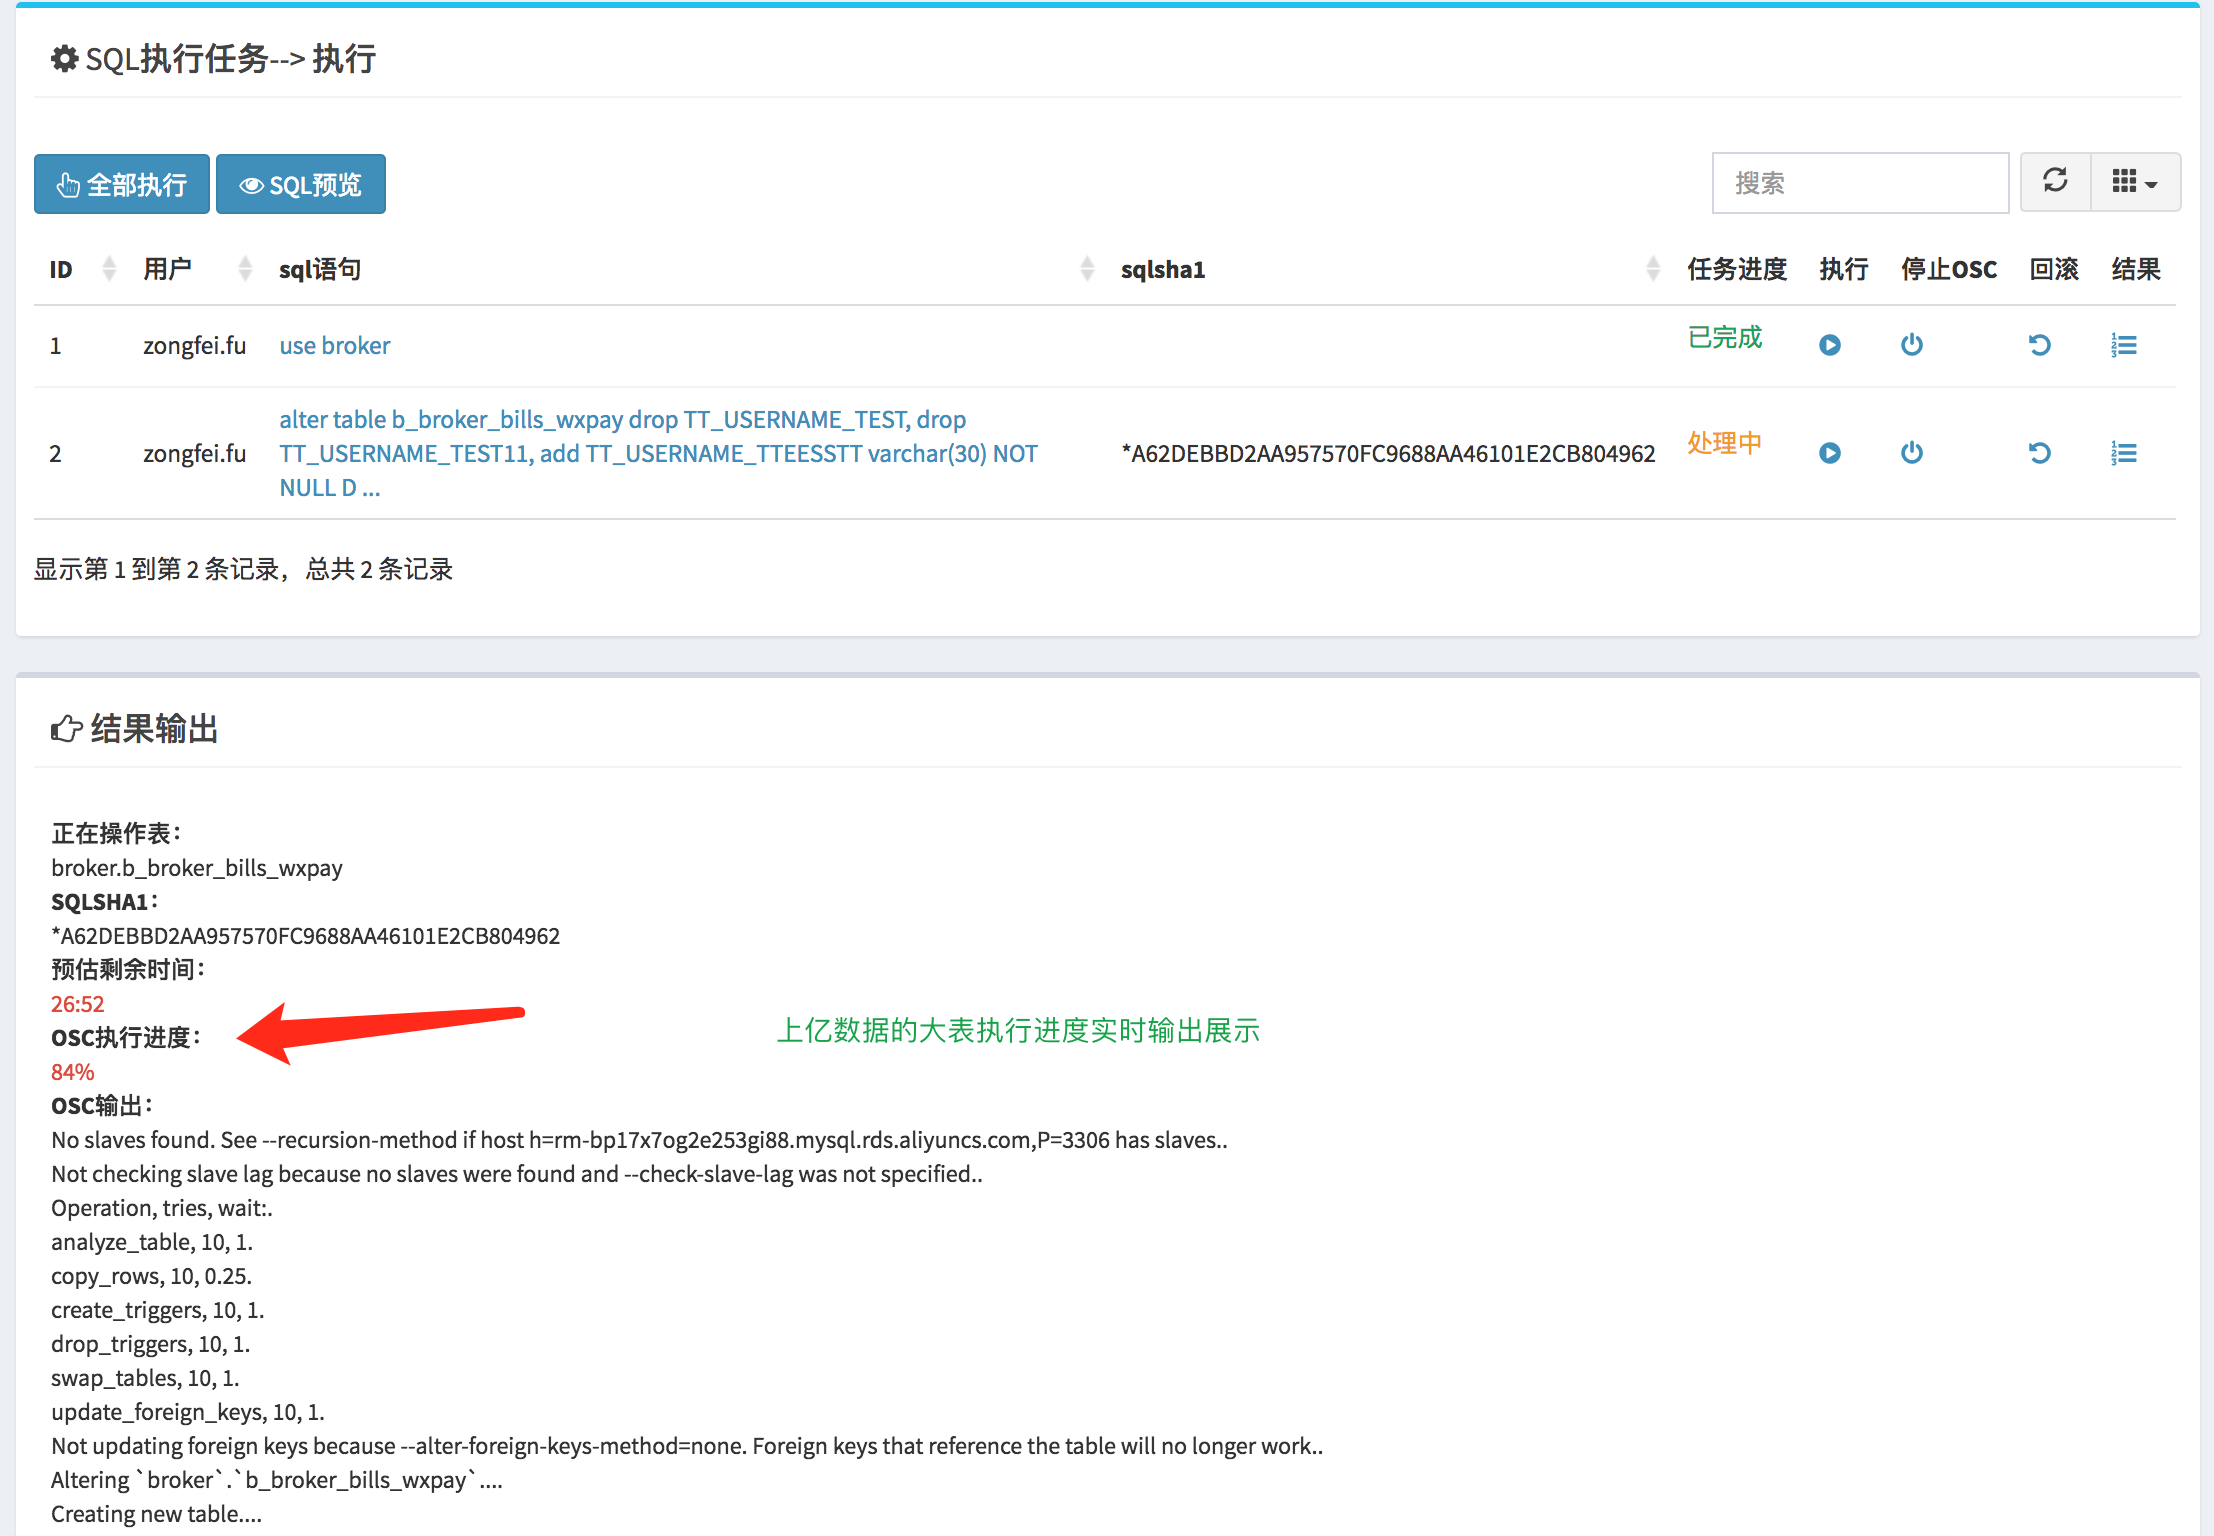 SQL执行任务--> 执行
全部执行 SQL预览 搜索
ID 用户 sql语句 sqlsha1 任务进度 执行 停止OSC 回滚 结果
1 zongfei.fu use broker 已完成
alter table b_broker_bills_wxpay drop TT_USERNAME_TEST, drop
2 zongfei.fu TT_USERNAME_TEST11, add TT_USERNAME_TTEESSTT varchar(30) NOT *A62DEBBD2AA957570FC9688AA46101E2CB804962 处理中
NULL D ...
显示第 1 到第 2 条记录，总共 2 条记录
结果输出
正在操作表：
broker.b_broker_bills_wxpay
SQLSHA1：
*A62DEBBD2AA957570FC9688AA46101E2CB804962
预估剩余时间：
26:52
OSC执行进度：
上亿数据的大表执行进度实时输出展示
84%
OSC输出：
No slaves found. See --recursion-method if host h=rm-bp17x7og2e253gi88.mysql.rds.aliyuncs.com,P=3306 has slaves..
Not checking slave lag because no slaves were found and --check-slave-lag was not specified..
Operation, tries, wait:.
analyze_table, 10, 1.
copy_rows, 10, 0.25.
create_triggers, 10, 1.
drop_triggers, 10, 1.
swap_tables, 10, 1.
update_foreign_keys, 10, 1.
Not updating foreign keys because --alter-foreign-keys-method=none. Foreign keys that reference the table will no longer work..
Altering `broker`.`b_broker_bills_wxpay`....
Creating new table....